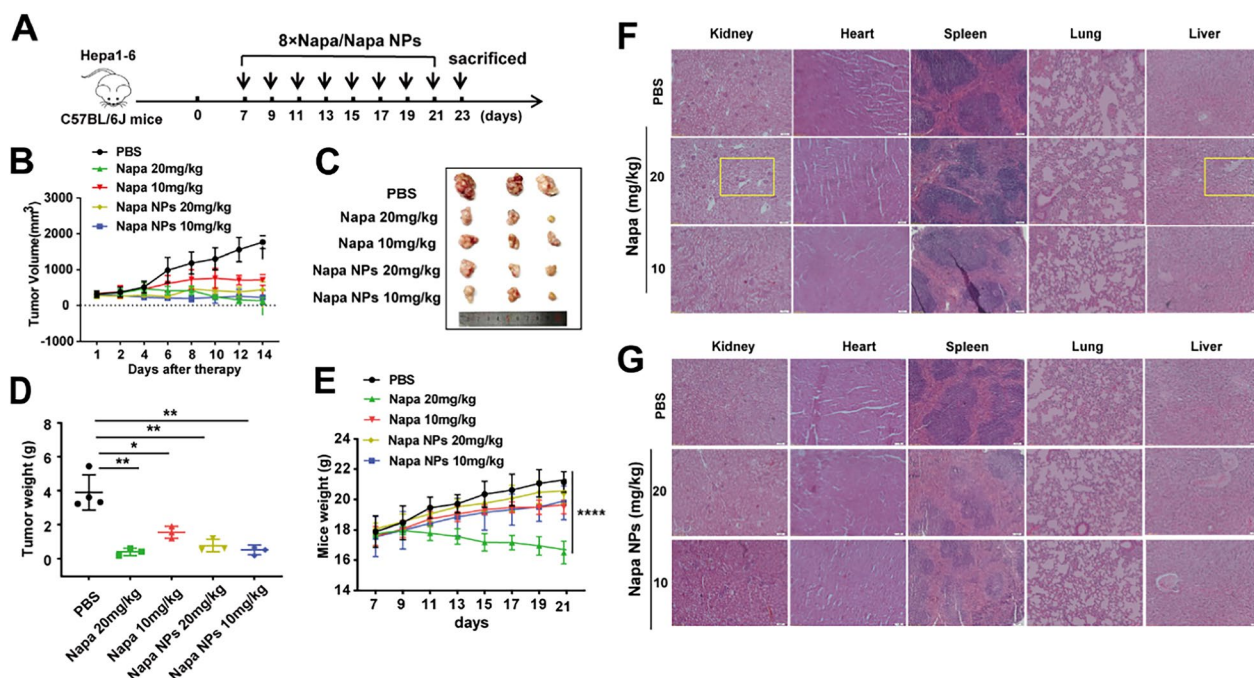 A
Hepa1-6
C57BL/6J mice
8×Napa/Napa NPs
sacrificed
0 7 9 11 13 15 17 19 21 23 (days)
B
PBS
Napa 20mg/kg
Napa 10mg/kg
Napa NPs 20mg/kg
Napa NPs 10mg/kg
Tumor Volume(mm3)
3000
2000
1000
0
-1000
1 2 4 6 8 10 12 14
Days after therapy
C
PBS
Napa 20mg/kg
Napa 10mg/kg
Napa NPs 20mg/kg
Napa NPs 10mg/kg
D
**
**
*
**
Tumor weight (g)
8
6
4
2
0
PBS
Napa 20mg/kg
Napa 10mg/kg
Napa NPs 20mg/kg
Napa NPs 10mg/kg
E
PBS
Napa 20mg/kg
Napa 10mg/kg
Napa NPs 20mg/kg
Napa NPs 10mg/kg
Mice weight (g)
24
22
20
18
16
14
7 9 11 13 15 17 19 21
days
****
F
Kidney Heart Spleen Lung Liver
PBS
Napa (mg/kg)
20
10
G
Kidney Heart Spleen Lung Liver
PBS
Napa NPs (mg/kg)
20
10